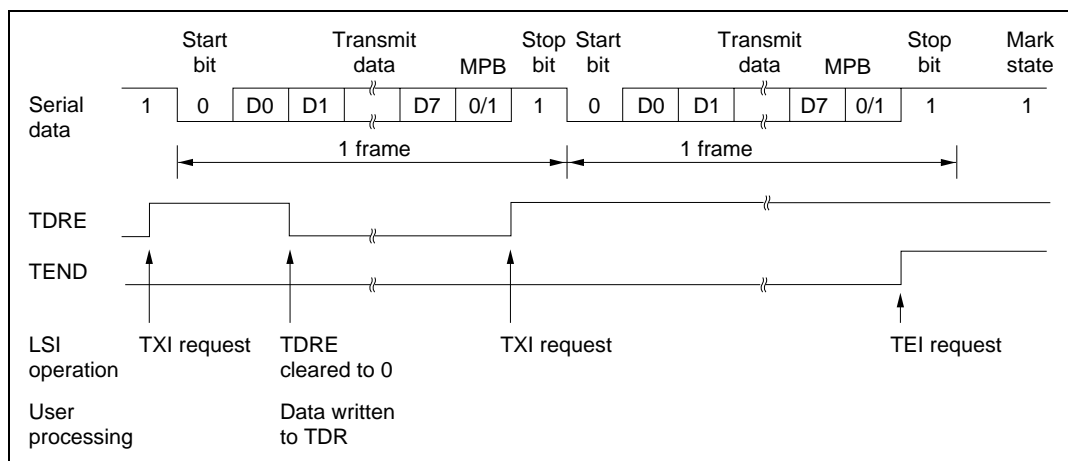 Start Transmit Stop Start Transmit Stop Mark
bit data MPB bit bit data MPB bit state
Serial data 1 0 D0 D1 D7 0/1 1 0 D0 D1 D7 0/1 1 1
1 frame 1 frame
TDRE
TEND
LSI TXI request TDRE TXI request TEI request
operation cleared to 0
User Data written
processing to TDR